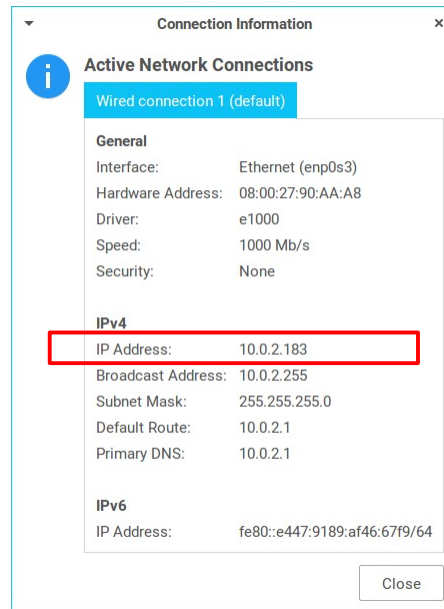 Connection Information
Active Network Connections
Wired connection 1 (default)
General
Interface: Ethernet (enp0s3)
Hardware Address: 08:00:27:90:AA:A8
Driver: e1000
Speed: 1000 Mb/s
Security: None
IPv4
IP Address: 10.0.2.183
Broadcast Address: 10.0.2.255
Subnet Mask: 255.255.255.0
Default Route: 10.0.2.1
Primary DNS: 10.0.2.1
IPv6
IP Address: fe80::e447:9189:af46:67f9/64
Close